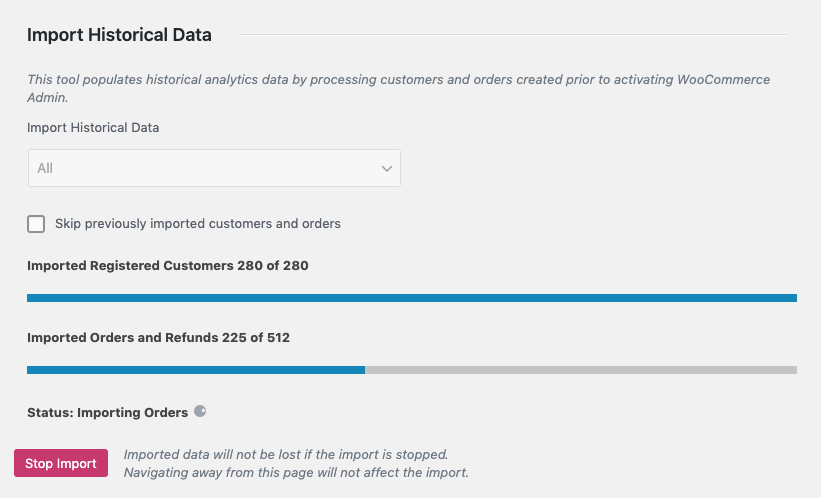 Import Historical Data
This tool populates historical analytics data by processing customers and orders created prior to activating WooCommerce
Admin.
Import Historical Data
All
Skip previously imported customers and orders
Imported Registered Customers 280 of 280
Imported Orders and Refunds 225 of 512
Status: Importing Orders
Stop Import
Imported data will not be lost if the import is stopped.
Navigating away from this page will not affect the import.